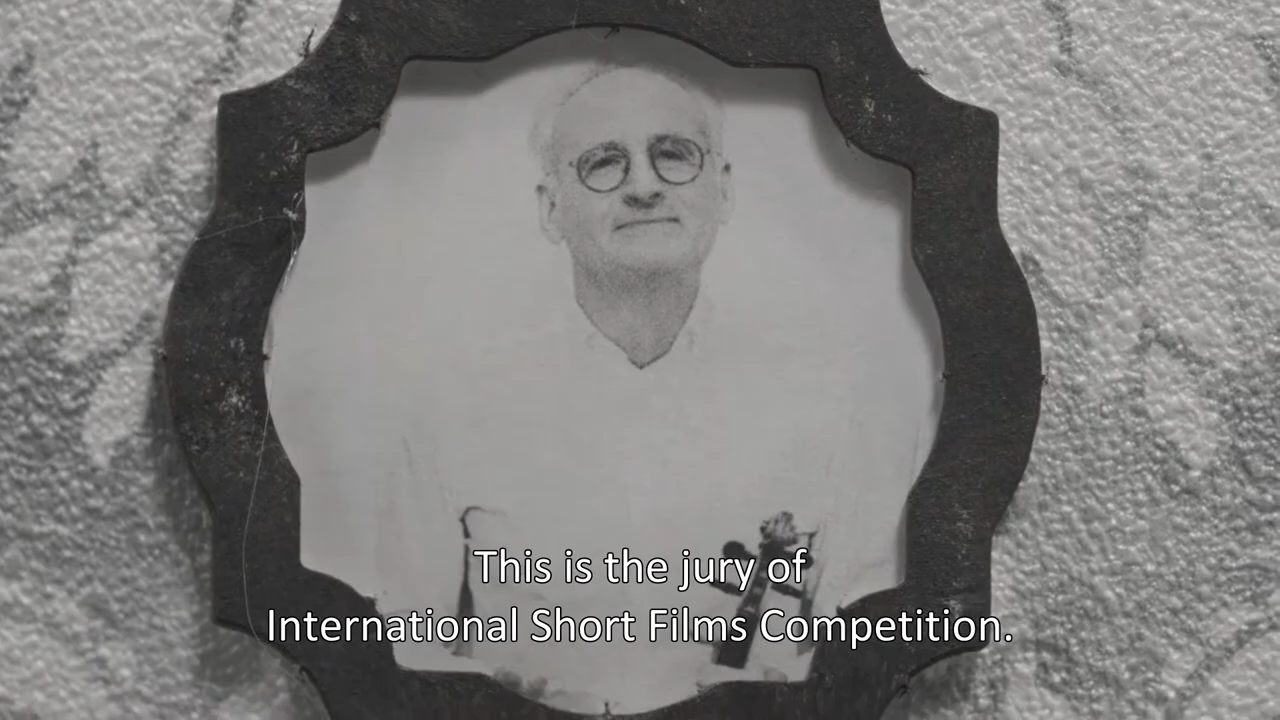 This is the jury of
International Short Films Competition.